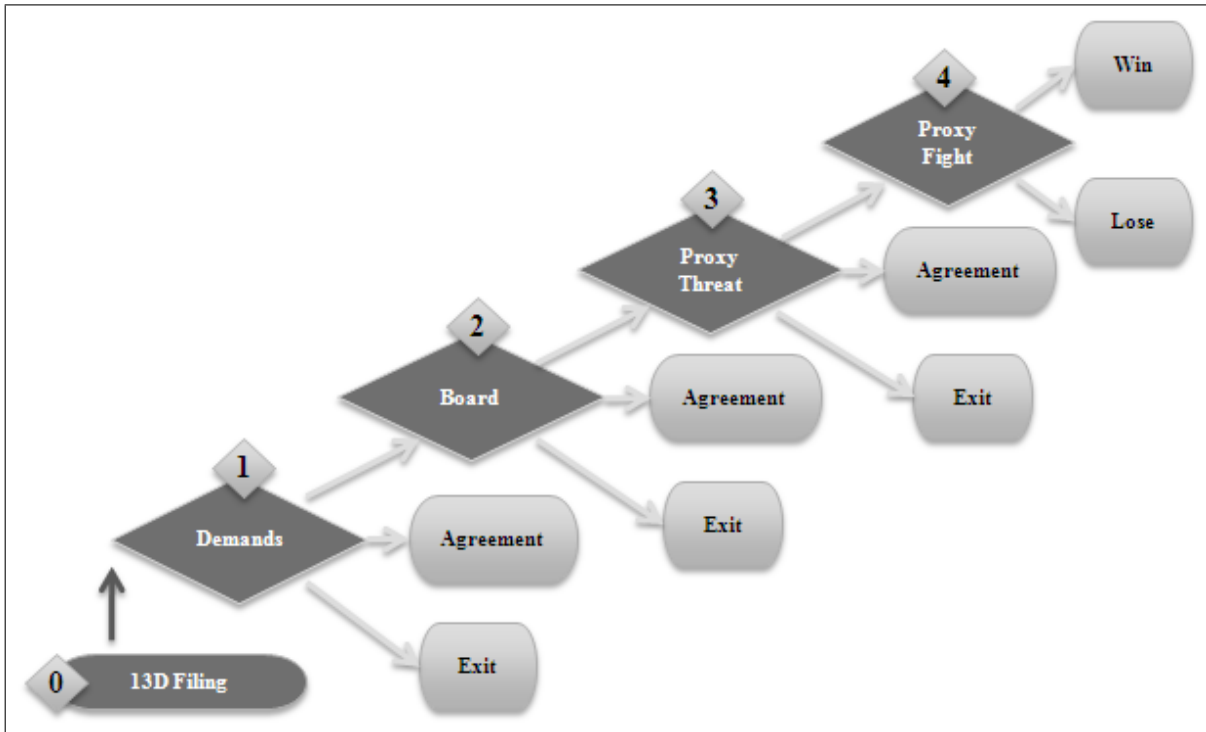 4
Win
Proxy
Fight
3
Lose
Proxy
Threat
Agreement
2
Board
Agreement
Exit
1
Demands
Agreement
Exit
0
13D Filing
Exit